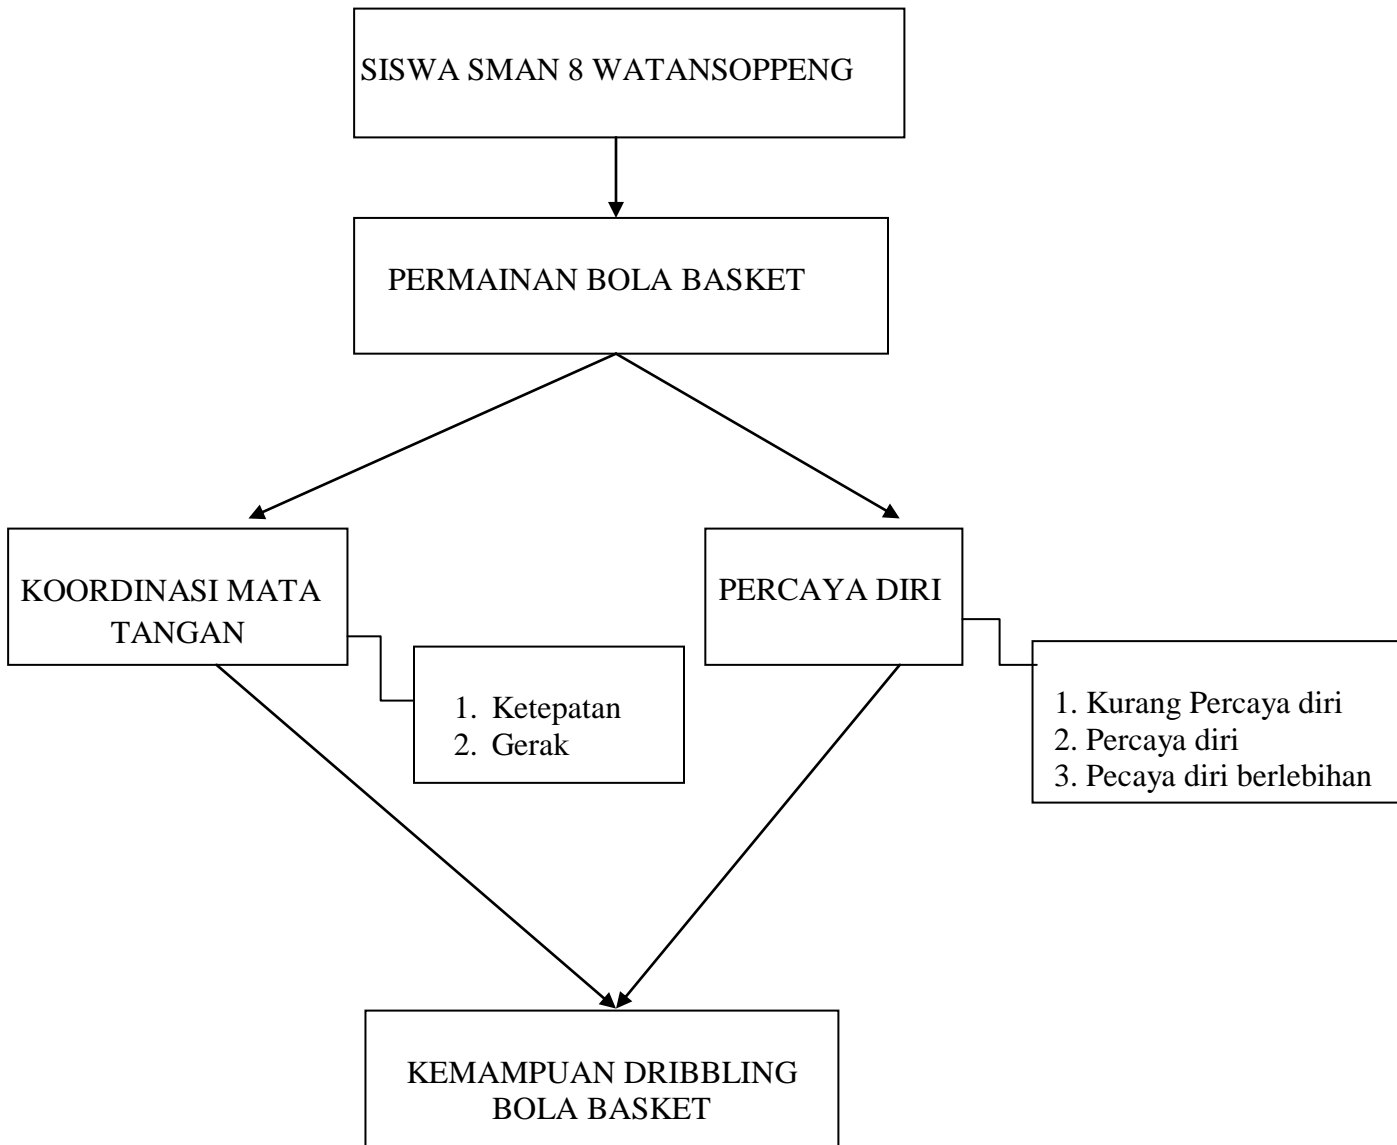 SISWA SMAN 8 WATANSOPPENG
PERMAINAN BOLA BASKET
KOORDINASI MATA
TANGAN
PERCAYA DIRI
1. Ketepatan
2. Gerak
1. Kurang Percaya diri
2. Percaya diri
3. Pecaya diri berlebihan
KEMAMPUAN DRIBBLING
BOLA BASKET